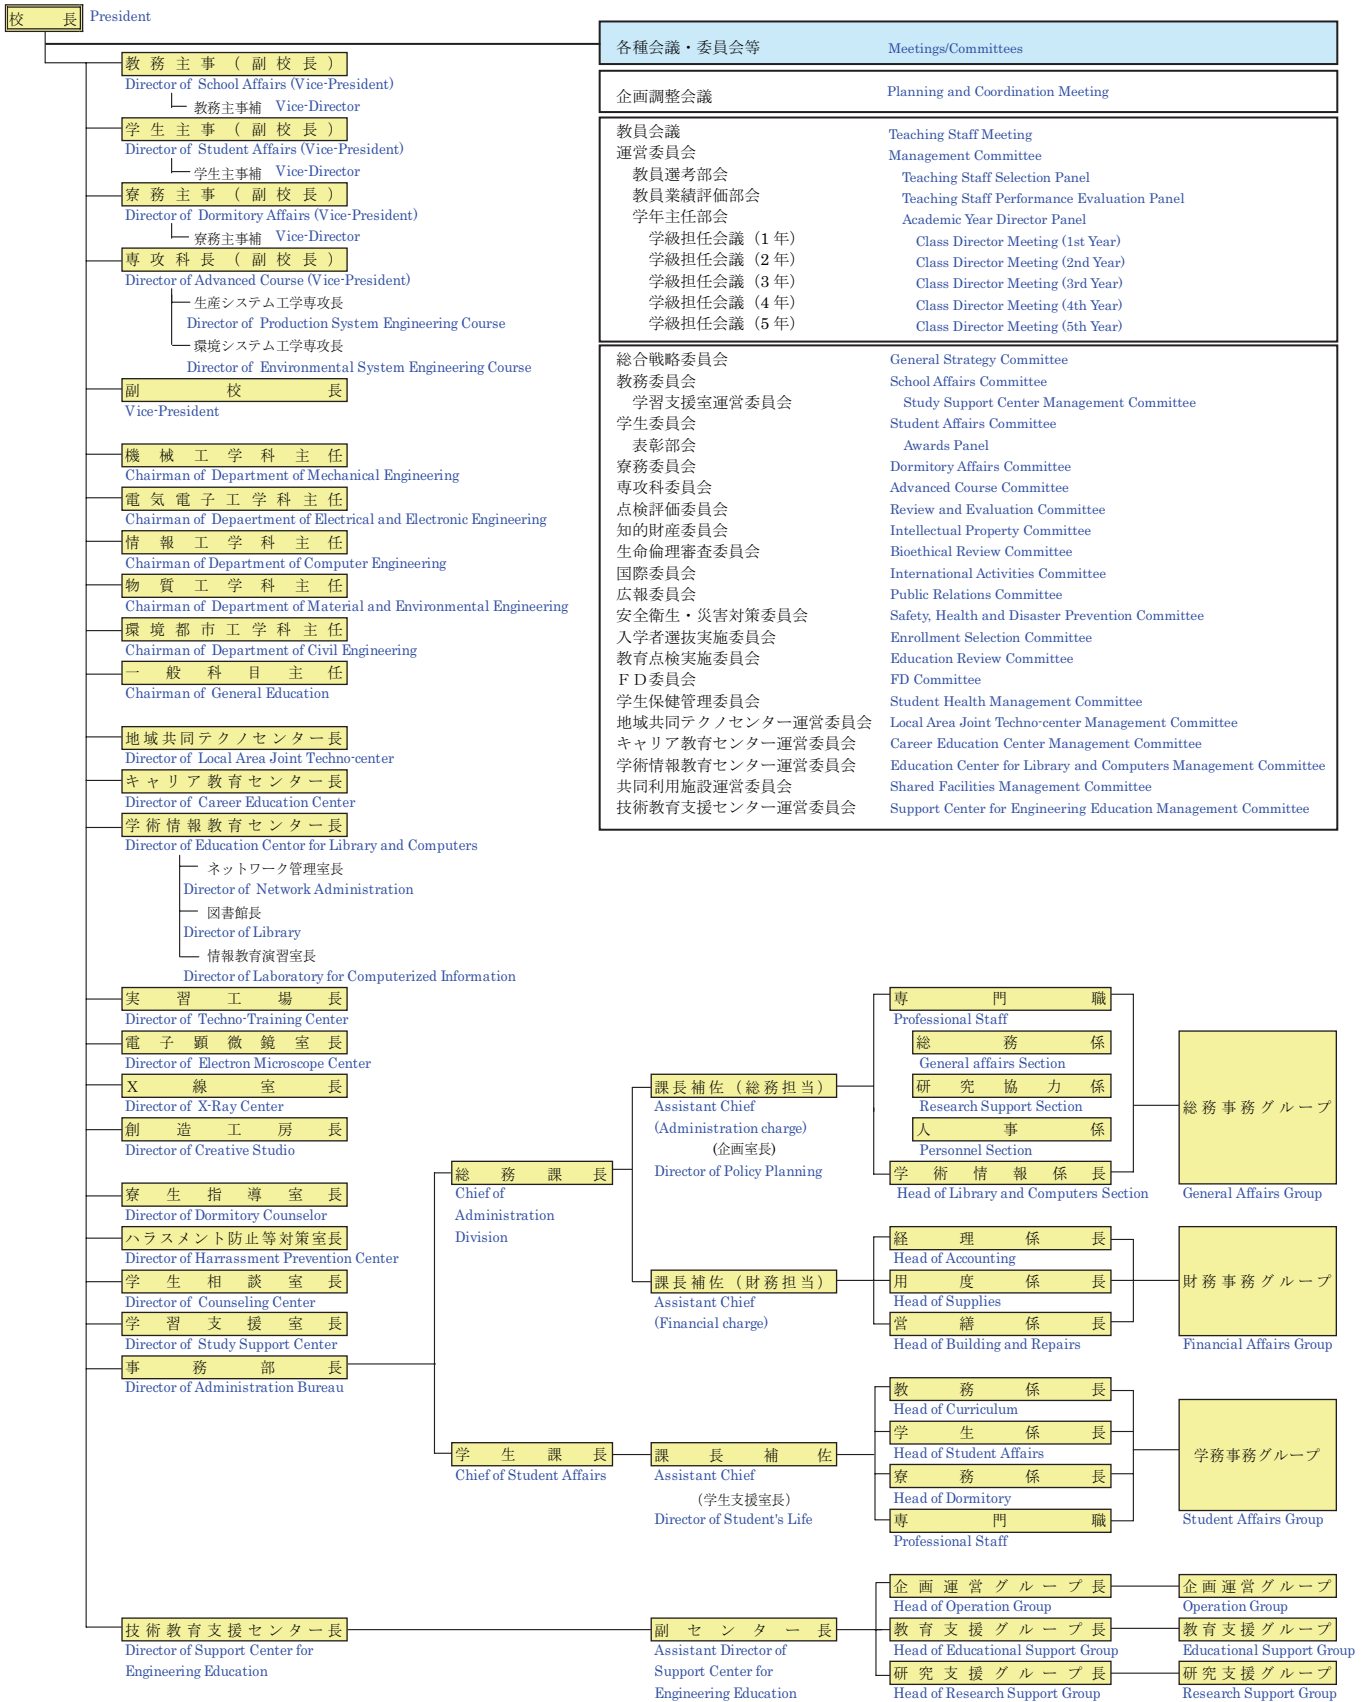 校長 President
教務主事（副校長）
Director of School Affairs (Vice-President)
教務主事補 Vice-Director
学生主事（副校長）
Director of Student Affairs (Vice-President)
学生主事補 Vice-Director
寮務主事（副校長）
Director of Dormitory Affairs (Vice-President)
寮務主事補 Vice-Director
専攻科長（副校長）
Director of Advanced Course (Vice-President)
生産システム工学専攻長
Director of Production System Engineering Course
環境システム工学専攻長
Director of Environmental System Engineering Course
副校長
Vice-President
機械工学科主任
Chairman of Department of Mechanical Engineering
電気電子工学科主任
Chairman of Depaertment of Electrical and Electronic Engineering
情報工学科主任
Chairman of Department of Computer Engineering
物質工学科主任
Chairman of Department of Material and Environmental Engineering
環境都市工学科主任
Chairman of Department of Civil Engineering
一般科目主任
Chairman of General Education
地域共同テクノセンター長
Director of Local Area Joint Techno-center
キャリア教育センター長
Director of Career Education Center
学術情報教育センター長
Director of Education Centor for Library and Computers
ネットワーク管理室長
Director of Network Administration
図書館長
Director of Library
情報教育演習室長
Director of Laboratory for Computerized Information
実習工場長
Director of Techno-Training Center
電子顕微鏡室長
Director of Electron Microscope Center
X線室長
Director of X-Ray Center
創造工房長
Director of Creative Studio
寮生指導室長
Director of Dormitory Counselor
ハラスメント防止等対策室長
Director of Harrassment Prevention Center
学生相談室長
Director of Counseling Center
学習支援室長
Director of Study Support Center
事務部長
Director of Administration Bureau
技術教育支援センター長
Director of Support Center for
Engineering Education
各種会議・委員会等 Meetings/Committees
企画調整会議 Planning and Coordination Meeting
教員会議 Teaching Staff Meeting
運営委員会 Management Committee
教員選考部会 Teaching Staff Selection Panel
教員業績評価部会 Teaching Staff Performance Evaluation Panel
学年主任部会 Academic Year Director Panel
学級担任会議（1 年） Class Director Meeting (1st Year)
学級担任会議（2 年） Class Director Meeting (2nd Year)
学級担任会議（3 年） Class Director Meeting (3rd Year)
学級担任会議（4 年） Class Director Meeting (4th Year)
学級担任会議（5 年） Class Director Meeting (5th Year)
総合戦略委員会 General Strategy Committee
教務委員会 School Affairs Committee
学習支援室運営委員会 Study Support Center Management Committee
学生委員会 Student Affairs Committee
表彰部会 Awards Panel
寮務委員会 Dormitory Affairs Committee
専攻科委員会 Advanced Course Committee
点検評価委員会 Review and Evaluation Committee
知的財産委員会 Intellectual Property Committee
生命倫理審査委員会 Bioethical Review Committee
国際委員会 International Activities Committee
広報委員会 Public Relations Committee
安全衛生・災害対策委員会 Safety, Health and Disaster Prevention Committee
入学者選抜実施委員会 Enrollment Selection Committee
教育点検実施委員会 Education Review Committee
ＦＤ委員会 FD Committee
学生保健管理委員会 Student Health Management Committee
地域共同テクノセンター運営委員会 Local Area Joint Techno-center Management Committee
キャリア教育センター運営委員会 Career Education Center Management Committee
学術情報教育センター運営委員会 Education Center for Library and Computers Management Committee
共同利用施設運営委員会 Shared Facilities Management Committee
技術教育支援センター運営委員会 Support Center for Engineering Education Management Committee
総務課長
Chief of
Administration
Division
学生課長
Chief of Student Affairs
課長補佐（総務担当）
Assistant Chief
(Administration charge)
(企画室長)
Director of Policy Planning
課長補佐（財務担当）
Assistant Chief
(Financial charge)
課長補佐
Assistant Chief
（学生支援室長）
Director of Student's Life
副センター長
Assistant Director of
Support Center for
Engineering Education
専門職
Professional Staff
総務係
General affairs Section
研究協力係
Research Support Section
人事係
Personnel Section
学術情報係長
Head of Library and Computers Section
経理係長
Head of Accounting
用度係長
Head of Supplies
営繕係長
Head of Building and Repairs
教務係長
Head of Curriculum
学生係長
Head of Student Affairs
寮務係長
Head of Dormitory
専門職
Professional Staff
企画運営グループ長
Head of Operation Group
教育支援グループ長
Head of Educational Support Group
研究支援グループ長
Head of Research Support Group
総務事務グループ
General Affairs Group
財務事務グループ
Financial Affairs Group
学務事務グループ
Student Affairs Group
企画運営グループ
Operation Group
教育支援グループ
Educational Support Group
研究支援グループ
Research Support Group